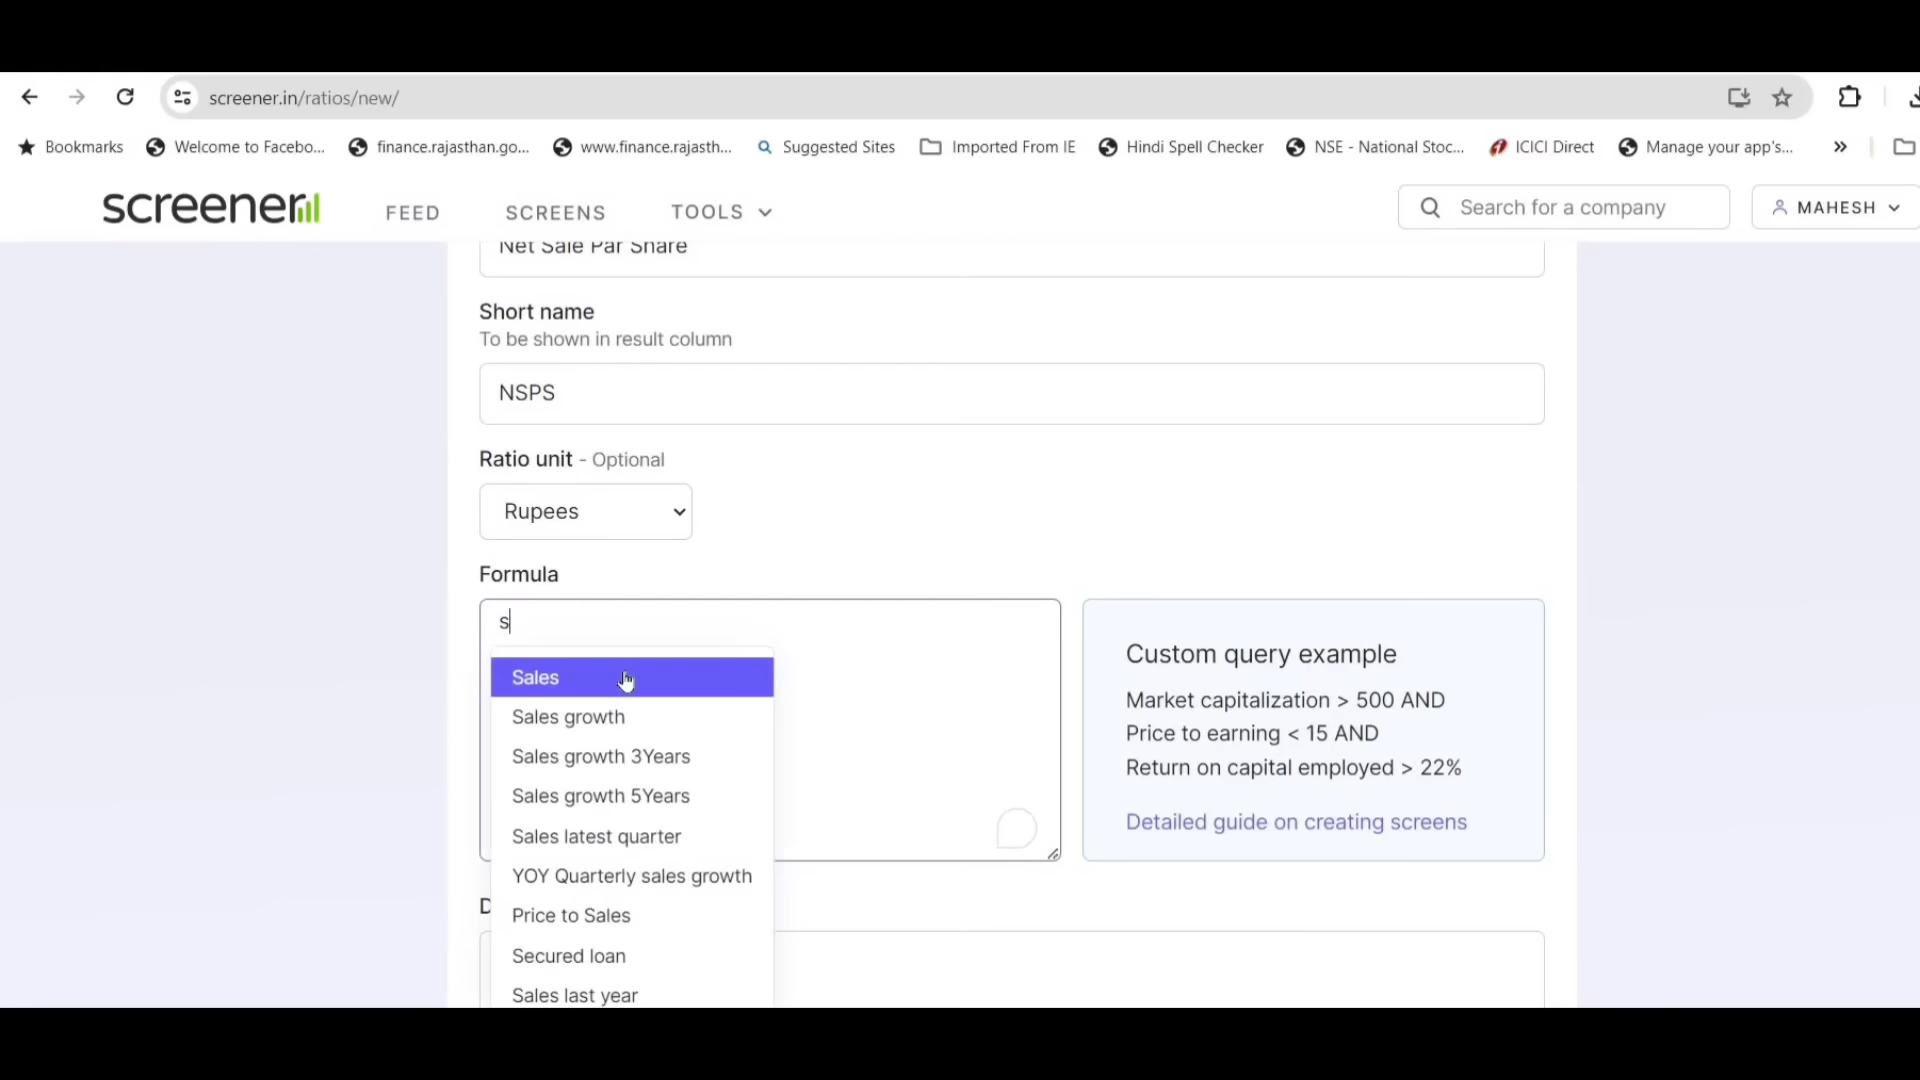 screener.in/ratios/new/
Bookmarks Welcome to Facebo... finance.rajasthan.go... www.finance.rajasth... Suggested Sites Imported From IE Hindi Spell Checker NSE - National Stoc... ICICI Direct Manage your app's... »
screener FEED SCREENS TOOLS Search for a company MAHESH
Net Sale Par Share
Short name
To be shown in result column
NSPS
Ratio unit - Optional
Rupees
Formula
s
Sales
Sales growth
Sales growth 3Years
Sales growth 5Years
Sales latest quarter
YOY Quarterly sales growth
Price to Sales
Secured loan
Sales last year
Custom query example
Market capitalization > 500 AND
Price to earning < 15 AND
Return on capital employed > 22%
Detailed guide on creating screens
D